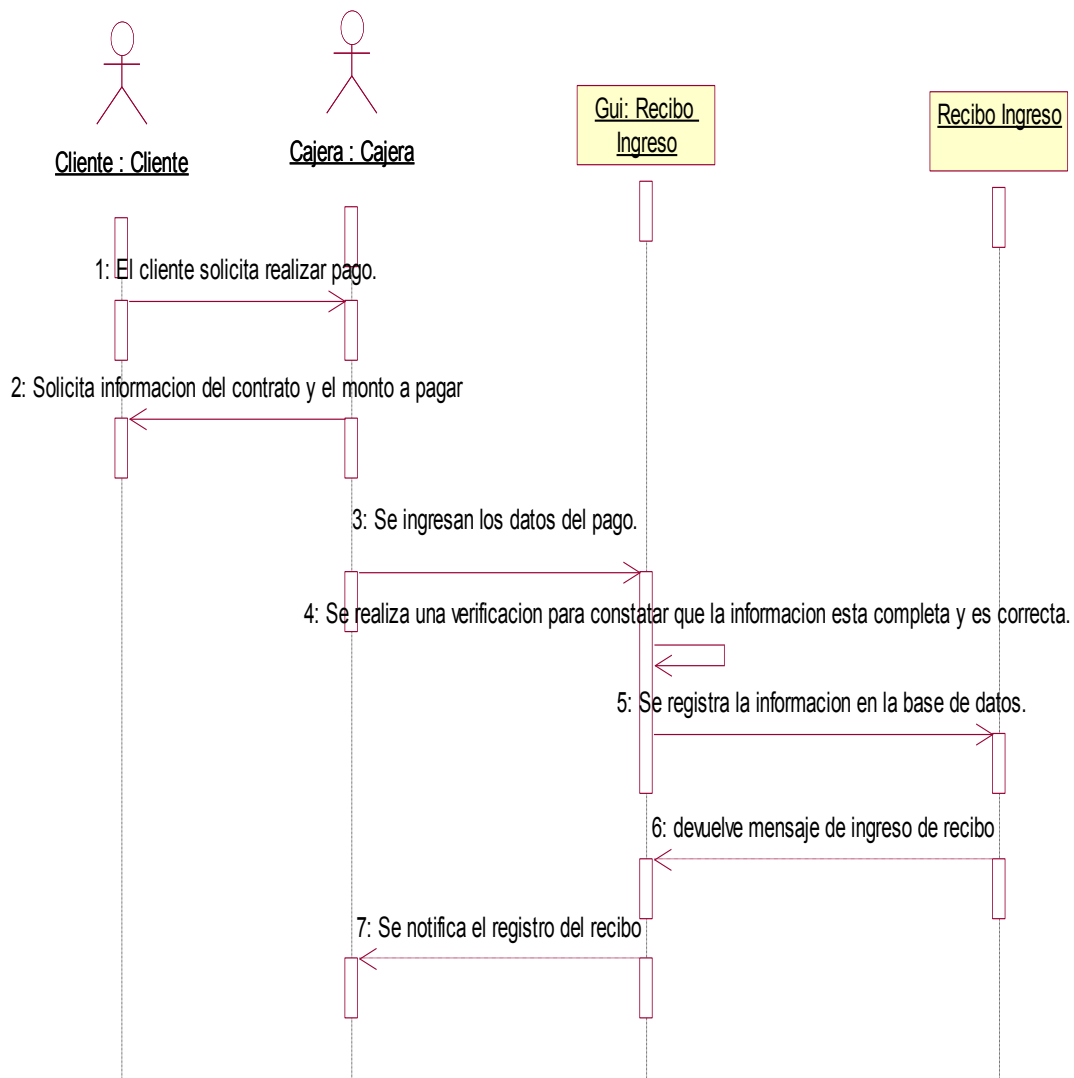 Cliente : Cliente
Cajera : Cajera
Gui: Recibo
Ingreso
Recibo Ingreso
1: El cliente solicita realizar pago.
2: Solicita informacion del contrato y el monto a pagar
3: Se ingresan los datos del pago.
4: Se realiza una verificacion para constatar que la informacion esta completa y es correcta.
5: Se registra la informacion en la base de datos.
6: devuelve mensaje de ingreso de recibo
7: Se notifica el registro del recibo